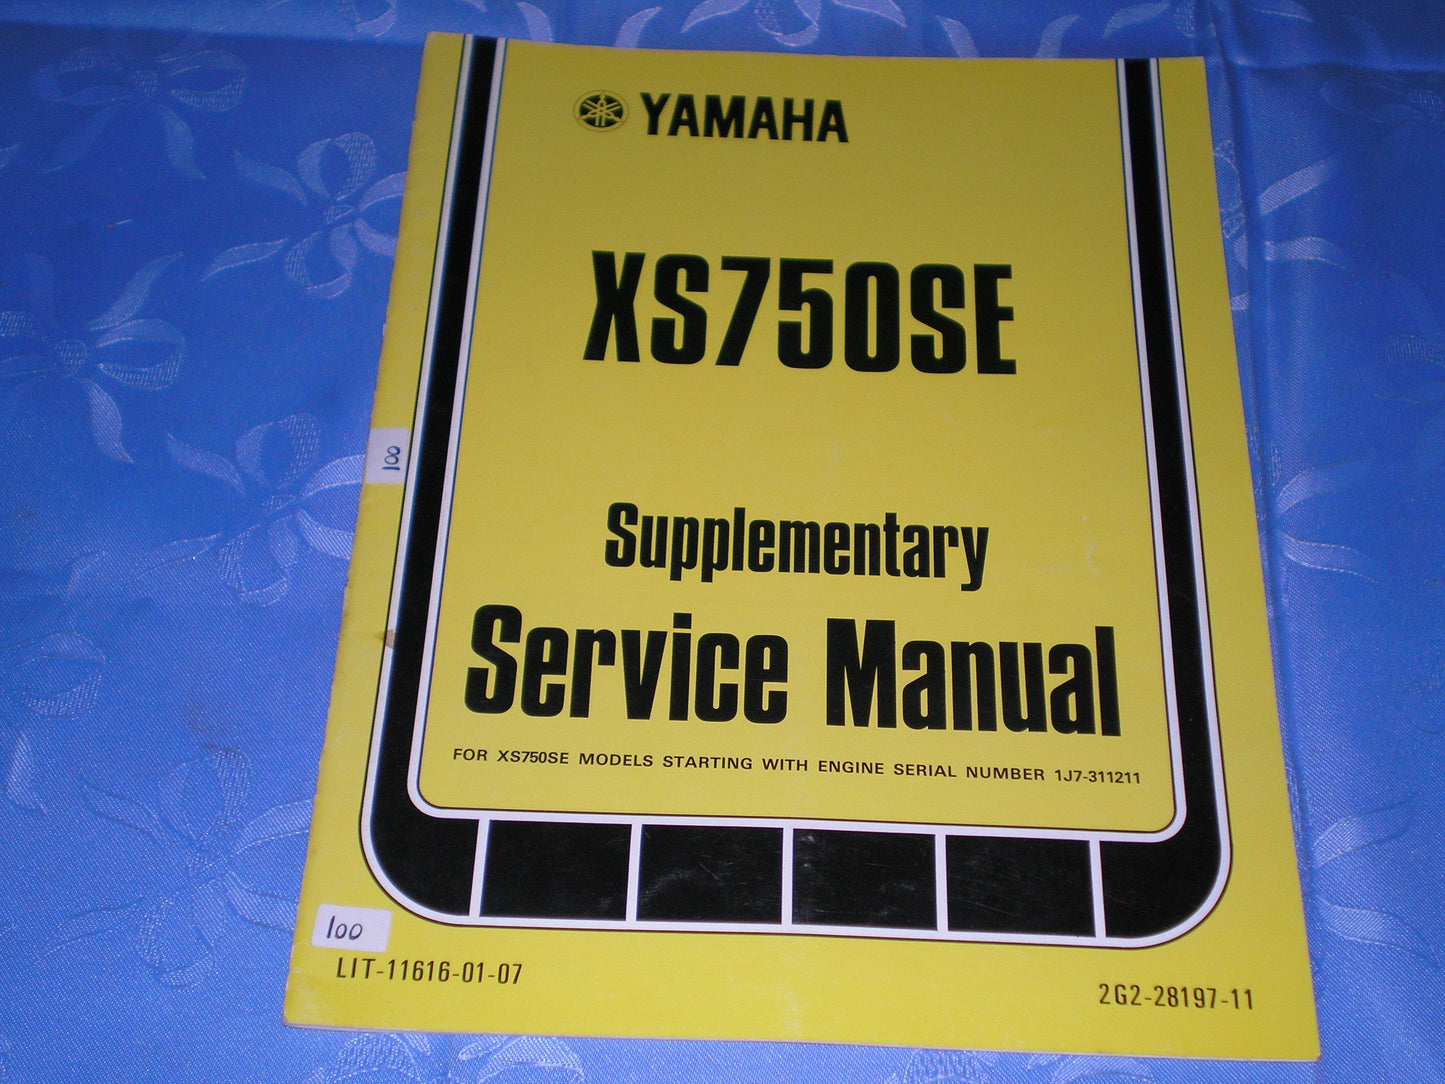 YAMAHA
XS750SE
100
Supplementary
Service Manual
FOR XS750SE MODELS STARTING WITH ENGINE SERIAL NUMBER 1J7-311211
100
LIT-11616-01-07
2G2-28197-11